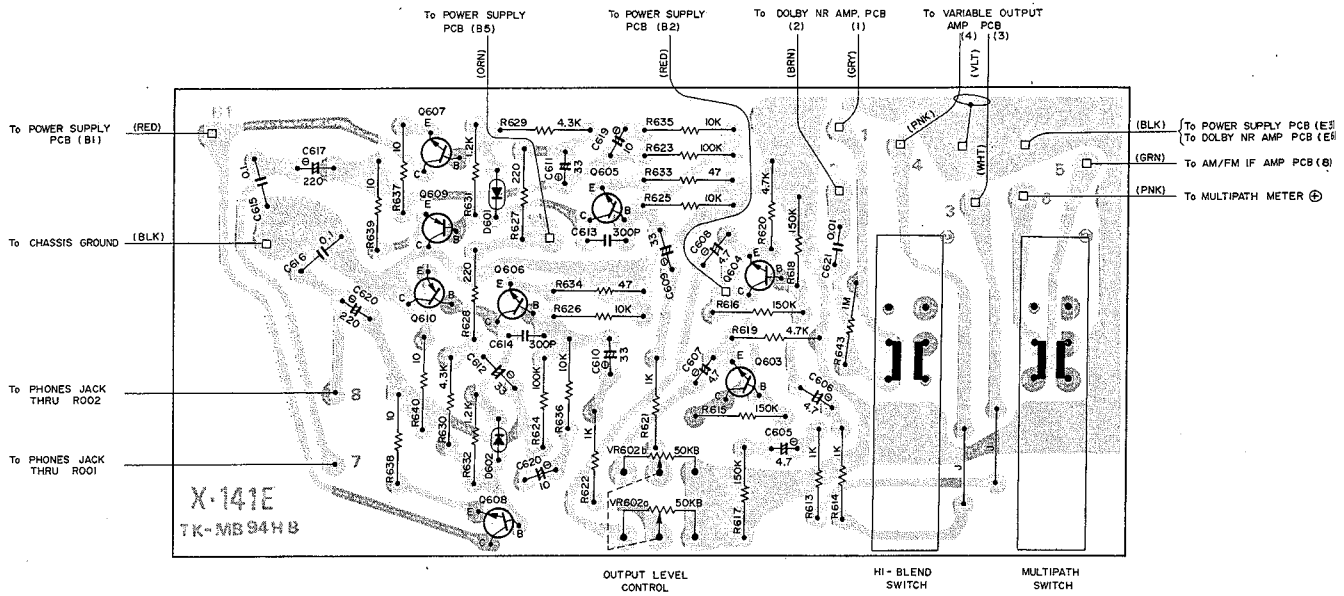 To POWER SUPPLY
PCB (B5)
To POWER SUPPLY
PCB (B2)
To DOLBY NR AMP. PCB
(2) (1)
To VARIABLE OUTPUT
AMP PCB
(4) (3)
(ORN)
(RED)
(BRN)
(GRY)
(VLT)
To POWER SUPPLY
PCB (B1)
(RED)
To CHASSIS GROUND
(BLK)
To PHONES JACK
THRU R002
To PHONES JACK
THRU R001
(BLK)
To POWER SUPPLY PCB (E3)
To DOLBY NR AMP PCB (E6)
(GRN)
To AM/FM IF AMP PCB (8)
(PNK)
To MULTIPATH METER ⊕
(PNK)
(WHT)
Q607
E
B
C
R629 4.3K
C619
10
R635 10K
R623 100K
R633 47
R625 10K
C617
220
0.1
C615
10
R637
10
R639
1.2K
R631
D601
220
R627
C611
33
Q605
E
C
B
C613 300P
Q609
E
C
B
C616 0.1
C620
220
E
C
B
Q610
220
R628
Q606
E
C
B
C614 300P
R634 47
R626 10K
33
C609
C608
4.7
Q604
E
C
B
4.7K
R620
150K
R618
0.01
C621
R616 150K
R619 4.7K
1M
R643
10
R640
4.3K
R630
C612
33
100K
R624
10K
R636
C610
33
1K
R621
C607
4.7
Q603
E
C
B
C606
4.7
R615 150K
C605
4.7
10
R638
1.2K
R632
D602
C620
10
1K
R622
VR602b 50KB
VR602a 50KB
150K
R617
1K
R613
1K
R614
Q608
E
C
B
1
4
3
5
6
8
7
J
J
X-141E
TK-MB94HB
OUTPUT LEVEL
CONTROL
HI-BLEND
SWITCH
MULTIPATH
SWITCH